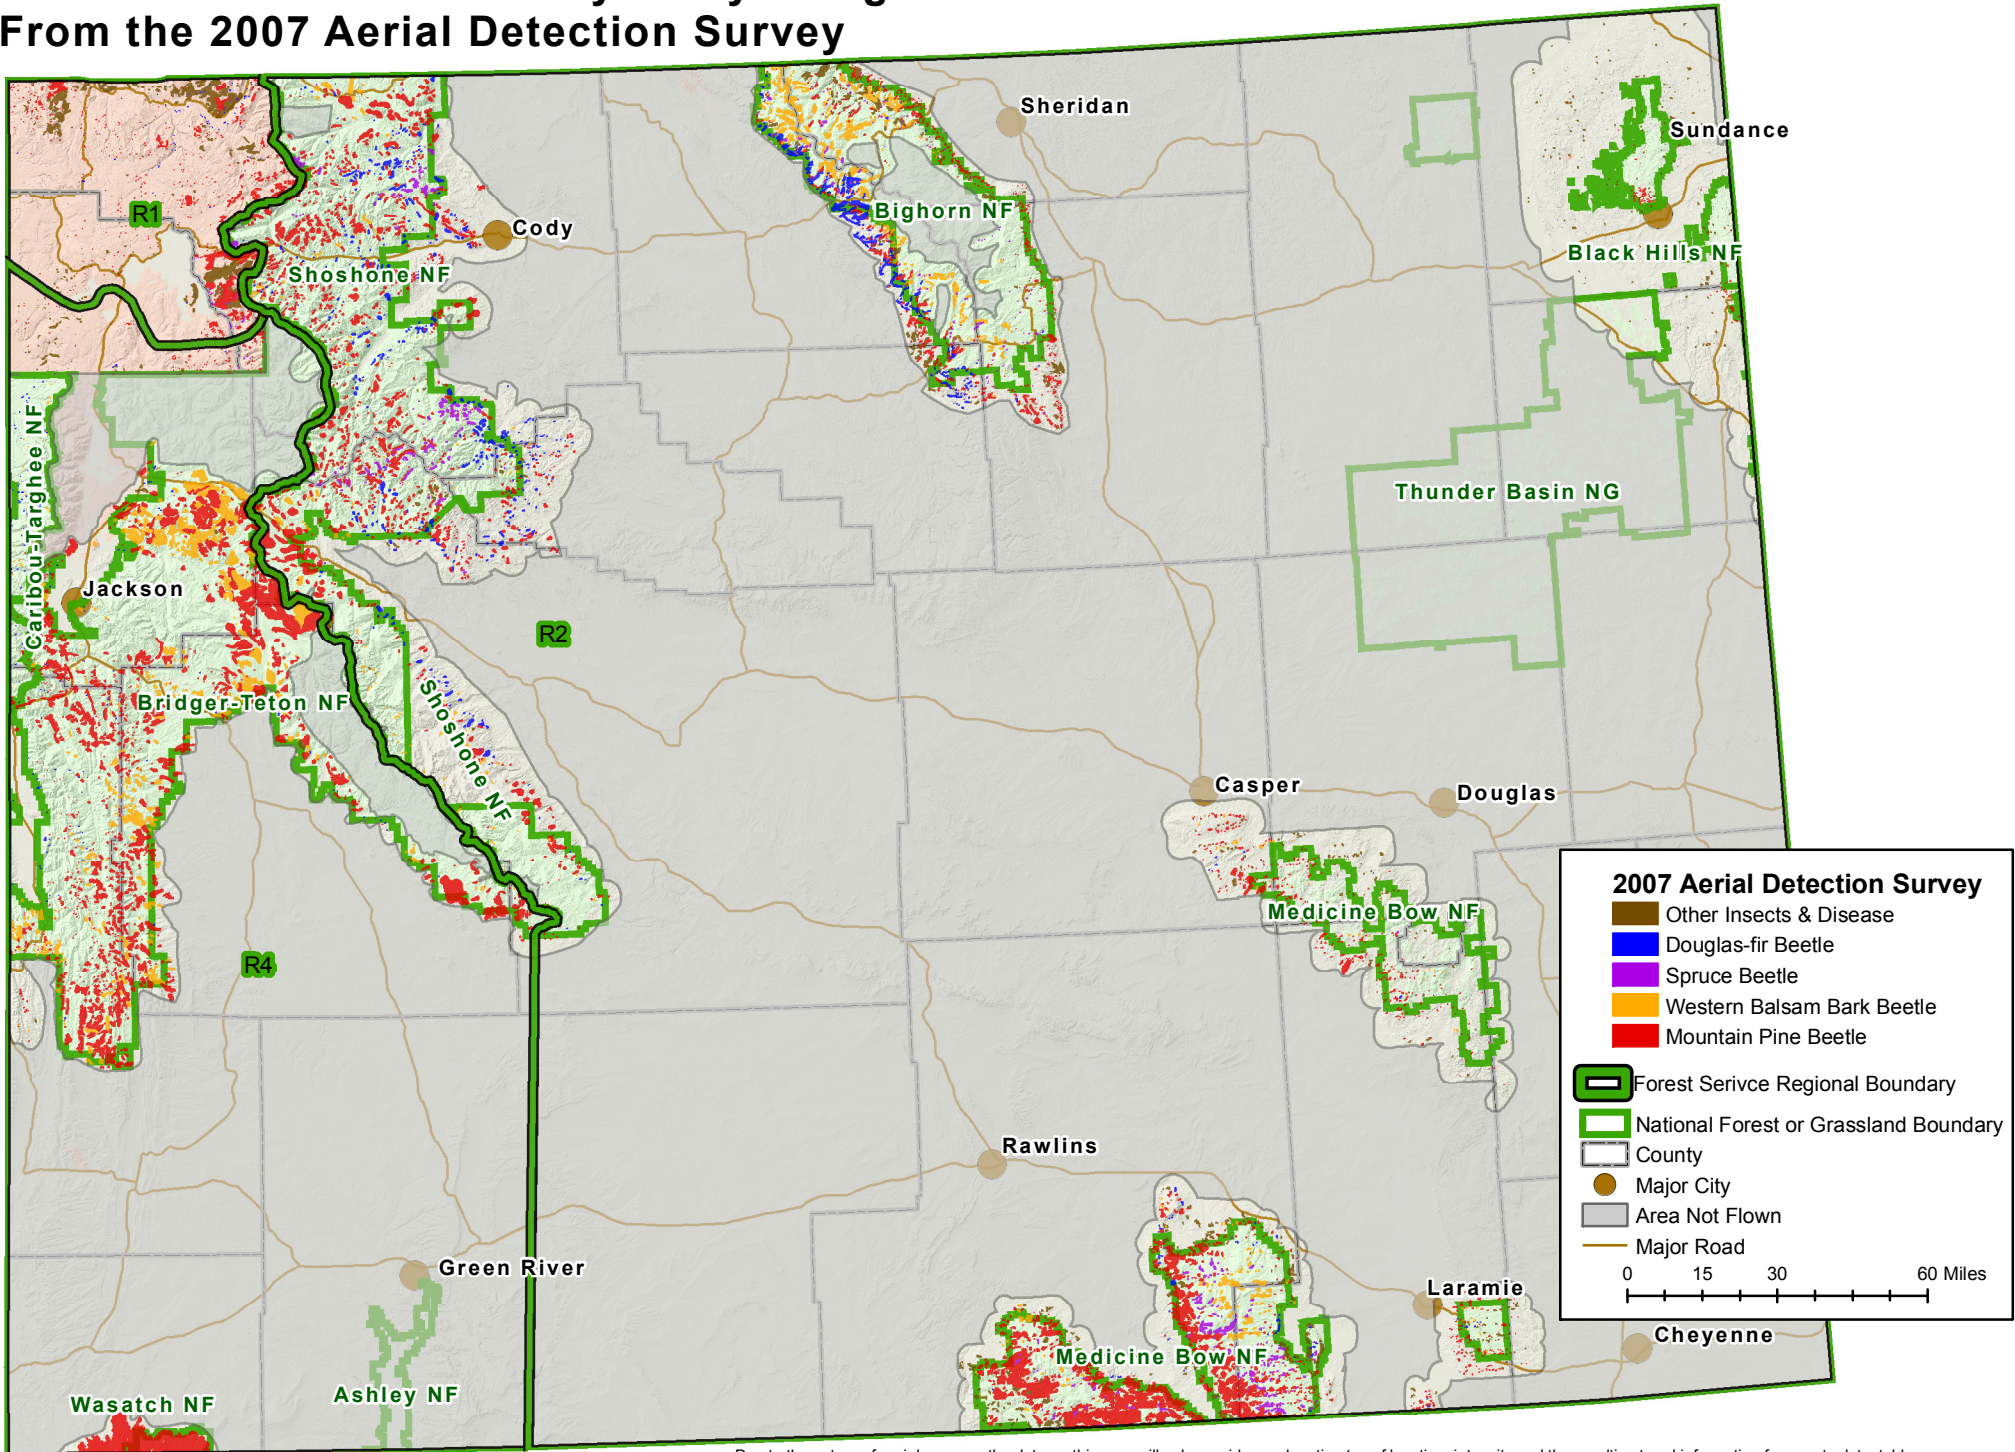 From the 2007 Aerial Detection Survey
Sheridan
Sundance
R1
Cody
Bighorn NF
Black Hills NF
Shoshone NF
Caribou-Targhee NF
Thunder Basin NG
Jackson
R2
Bridger-Teton NF
Shoshone NF
Casper
Douglas
Medicine Bow NF
R4
Rawlins
Green River
Laramie
Cheyenne
Medicine Bow NF
Ashley NF
Wasatch NF
2007 Aerial Detection Survey
Other Insects & Disease
Douglas-fir Beetle
Spruce Beetle
Western Balsam Bark Beetle
Mountain Pine Beetle
Forest Serivce Regional Boundary
National Forest or Grassland Boundary
County
Major City
Area Not Flown
Major Road
0 15 30 60 Miles